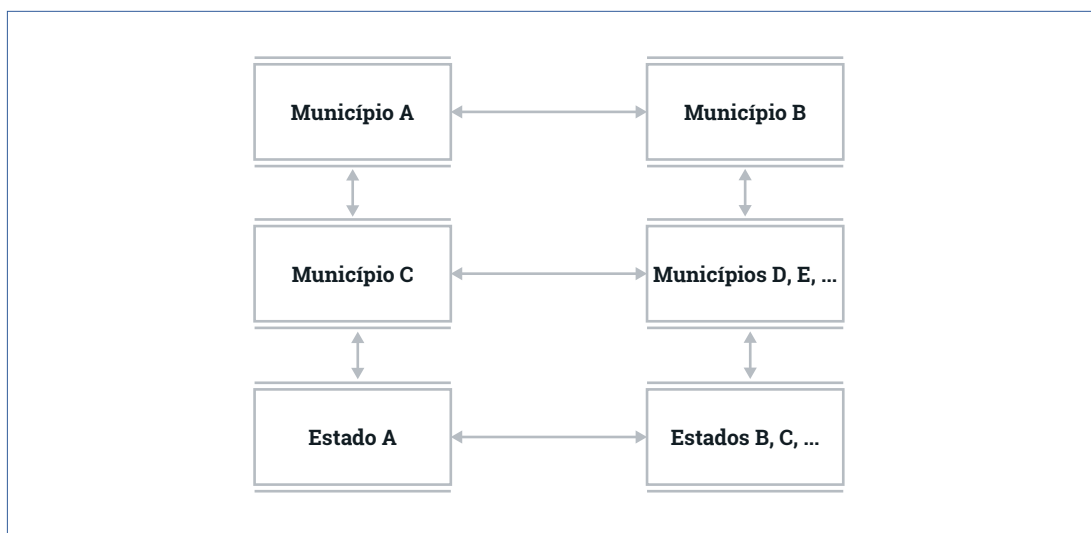 Município A
Município B
Município C
Municípios D, E, ...
Estado A
Estados B, C, ...